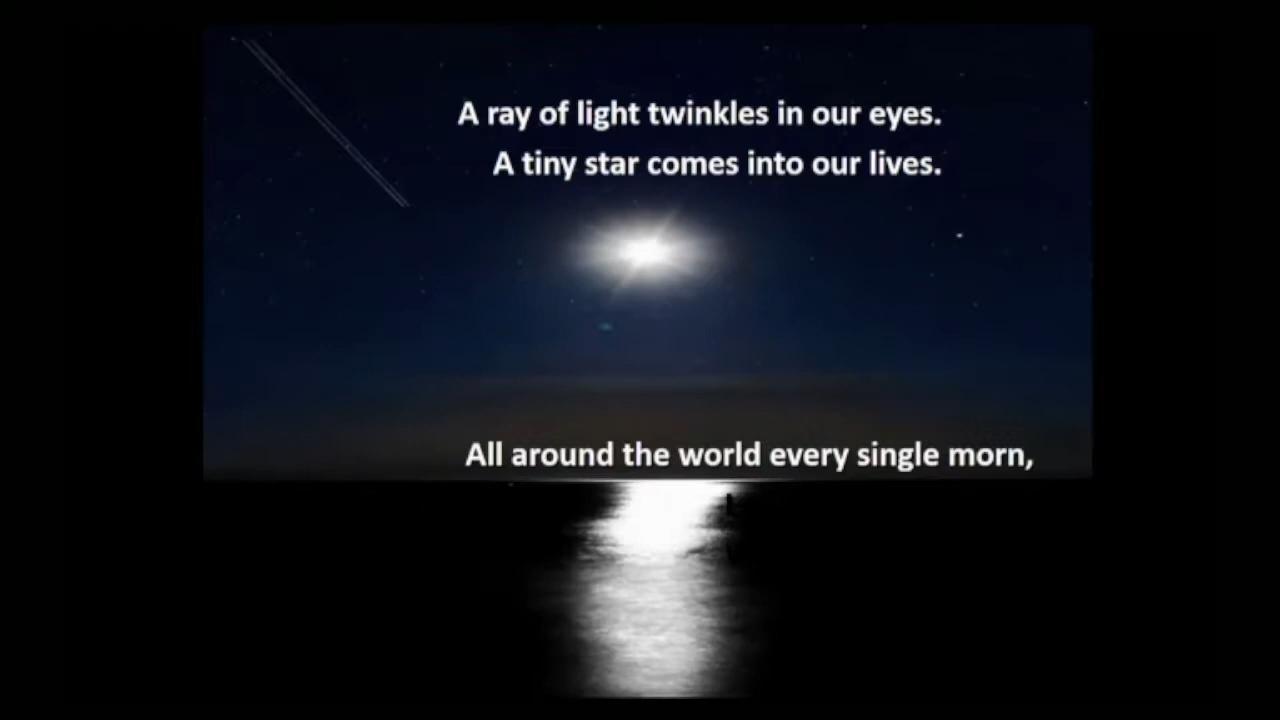 A ray of light twinkles in our eyes.
A tiny star comes into our lives.
All around the world every single morn,